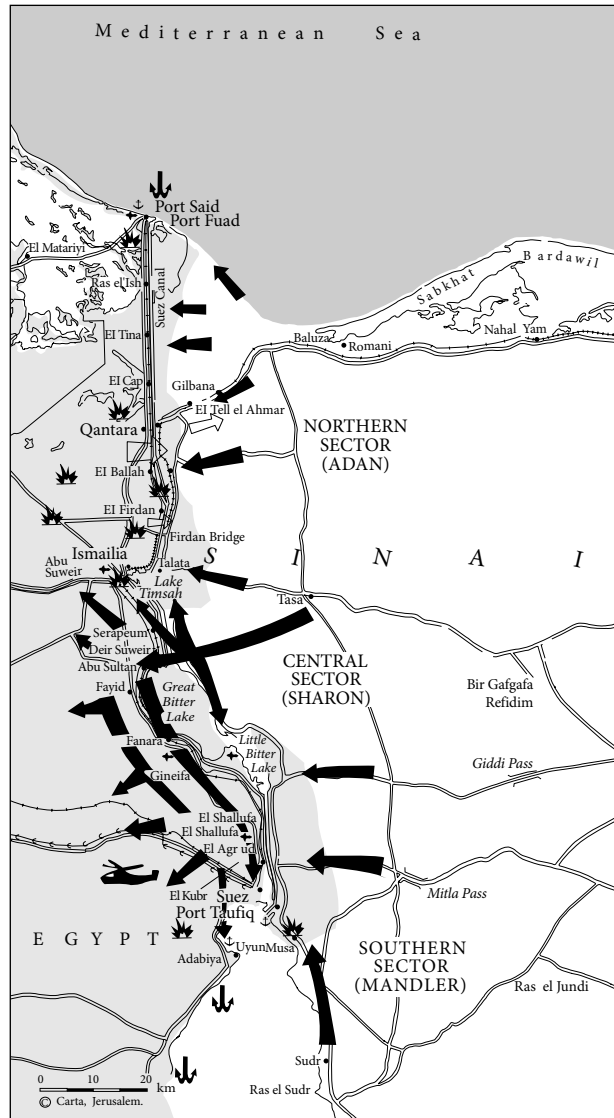 Mediterranean Sea
Port Said
Port Fuad
El Matariyi
Bardawil
Sabkhat
Ras el'Ish
Suez Canal
Nahal Yam
El Tina
Baluza
Romani
El Cap
Gilbana
El Tell el Ahmar
Qantara
NORTHERN
SECTOR
(ADAN)
El Ballah
El Firdan
Firdan Bridge
Ismailia
S I N A I
Abu
Suweir
Talata
Lake
Timsah
Tasa
Serapeum
Deir Suweir
Abu Sultan
CENTRAL
SECTOR
(SHARON)
Fayid
Great
Bitter
Lake
Bir Gafgafa
Refidim
Fanara
Little
Bitter
Lake
Giddi Pass
Gineifa
El Shallufa
El Shallufa
El Agrud
El Kubr
Suez
Port Taufiq
Mitla Pass
EGYPT
Uyun Musa
Adabiya
SOUTHERN
SECTOR
(MANDLER)
Ras el Jundi
Sudr
Ras el Sudr
0 10 20
km
© Carta, Jerusalem.